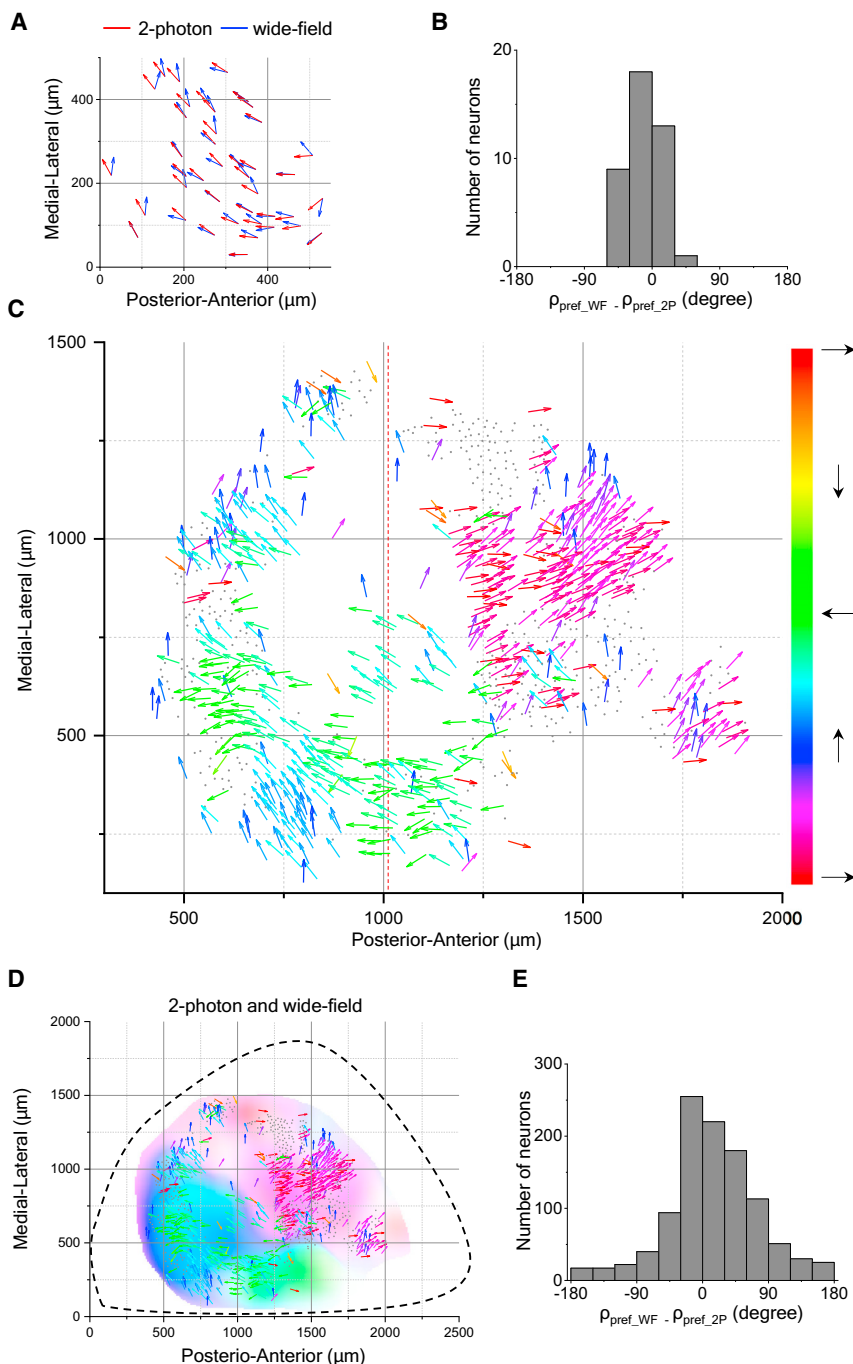 A
2-photon
wide-field
Medial-Lateral (µm)
400
200
0
0
200
400
Posterior-Anterior (µm)
B
Number of neurons
20
10
0
-180
-90
0
90
180
ρpref_WF - ρpref_2P (degree)
C
Medial-Lateral (µm)
1500
1000
500
500
1000
1500
2000
Posterior-Anterior (µm)
D
2-photon and wide-field
Medial-Lateral (µm)
2000
1500
1000
500
0
0
500
1000
1500
2000
2500
Posterio-Anterior (µm)
E
Number of neurons
300
200
100
0
-180
-90
0
90
180
ρpref_WF - ρpref_2P (degree)